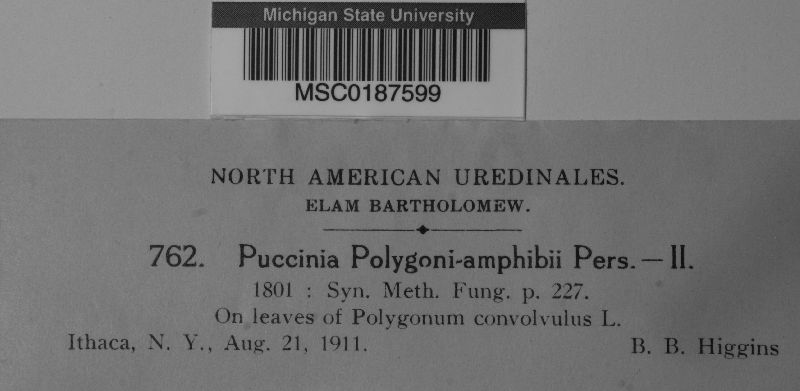 Michigan State University
MSC0187599
NORTH AMERICAN UREDINALES.
ELAM BARTHOLOMEW.
762. Puccinia Polygoni-amphibii Pers. — II.
1801 : Syn. Meth. Fung. p. 227.
On leaves of Polygonum convolvulus L.
Ithaca, N. Y., Aug. 21, 1911. B. B. Higgins